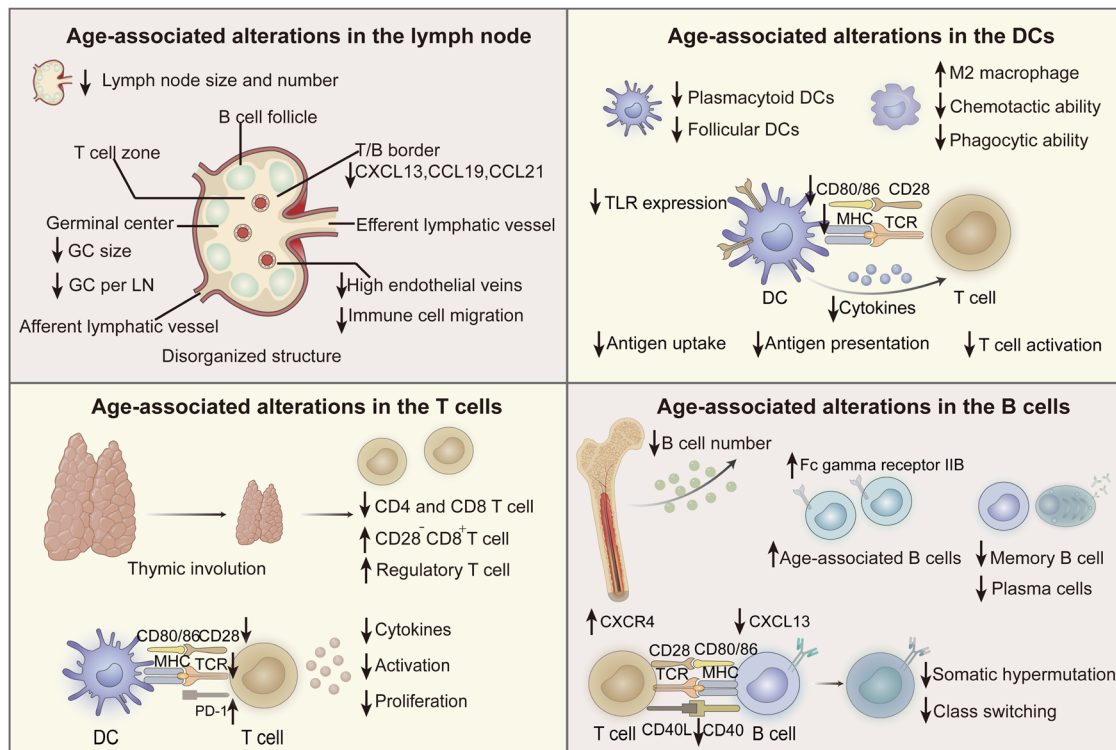 Age-associated alterations in the lymph node
↓ Lymph node size and number
B cell follicle
T cell zone
T/B border
↓CXCL13,CCL19,CCL21
Germinal center
↓ GC size
↓ GC per LN
Efferent lymphatic vessel
↓High endothelial veins
↓Immune cell migration
Afferent lymphatic vessel
Disorganized structure
Age-associated alterations in the DCs
↓ Plasmacytoid DCs
↓ Follicular DCs
↑ M2 macrophage
↓ Chemotactic ability
↓ Phagocytic ability
↓ TLR expression
↓ CD80/86 CD28
↓ MHC TCR
DC
T cell
↓Cytokines
↓Antigen uptake
↓Antigen presentation
↓ T cell activation
Age-associated alterations in the T cells
Thymic involution
↓ CD4 and CD8 T cell
↑ CD28⁻ CD8⁺ T cell
↑ Regulatory T cell
CD80/86 CD28 ↓
MHC TCR ↓
PD-1 ↑
DC
T cell
↓ Cytokines
↓ Activation
↓ Proliferation
Age-associated alterations in the B cells
↓B cell number
↑ Fc gamma receptor IIB
↑ Age-associated B cells
↓ Memory B cell
↓ Plasma cells
↑ CXCR4
↓ CXCL13
CD28 CD80/86
TCR MHC
CD40L ↓CD40
T cell
B cell
↓ Somatic hypermutation
↓ Class switching